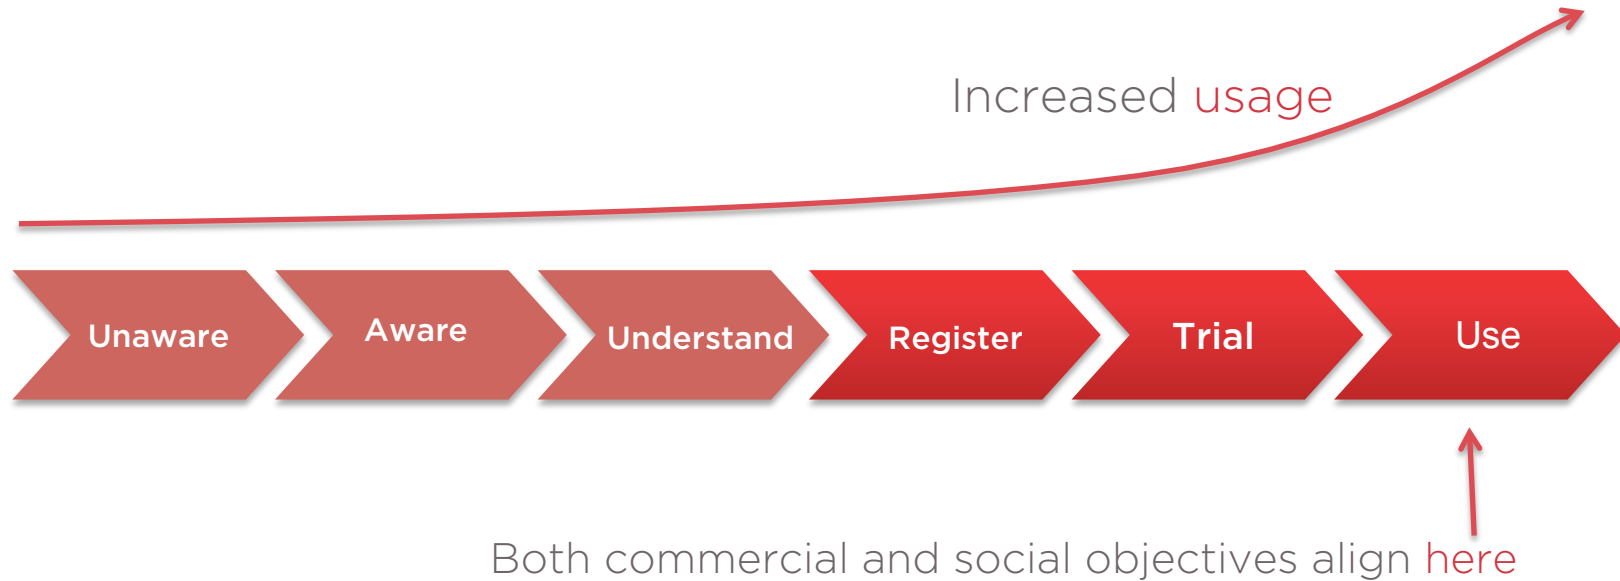 Increased usage
Unaware
Aware
Understand
Register
Trial
Use
Both commercial and social objectives align here